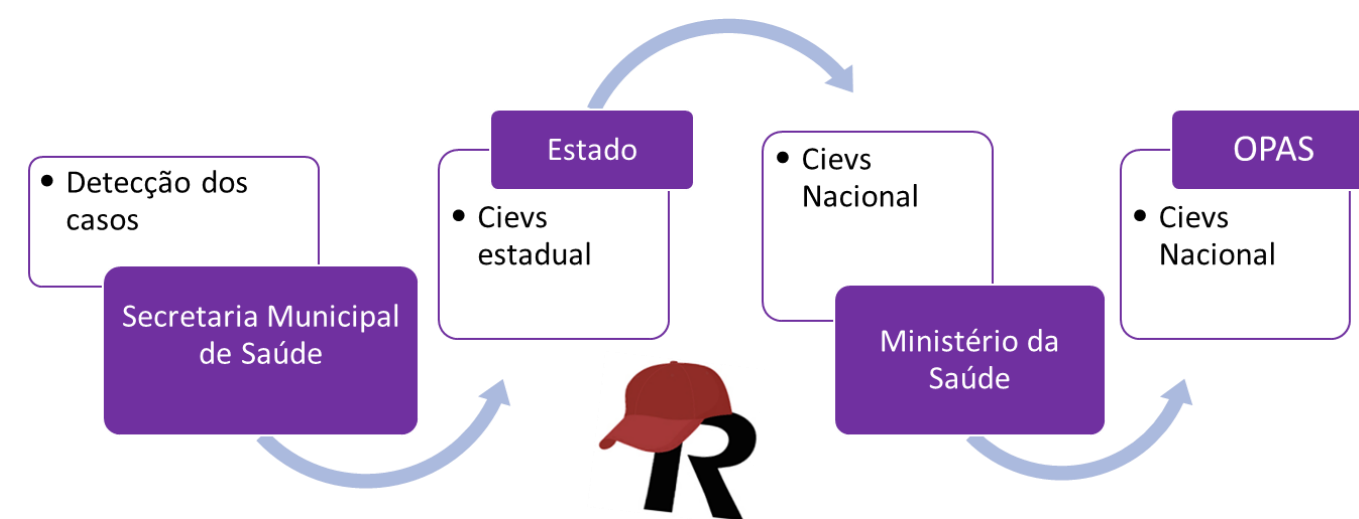 • Detecção dos
casos
Secretaria Municipal
de Saúde
Estado
• Cievs
estadual
• Cievs
Nacional
Ministério da
Saúde
OPAS
• Cievs
Nacional
R